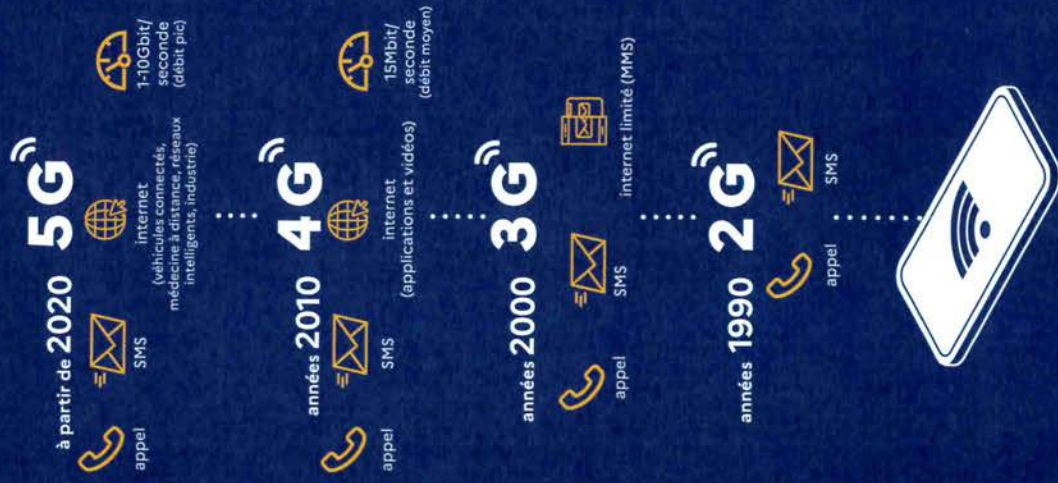 à partir de 2020 5G
appel
SMS
internet
(véhicules connectés,
médecine à distance, réseaux
intelligents, industrie)
1-10Gbit/
seconde
(débit pic)
années 2010 4G
appel
SMS
internet
(applications et vidéos)
15Mbit/
seconde
(débit moyen)
années 2000 3G
appel
SMS
internet limité (MMS)
années 1990 2G
appel
SMS